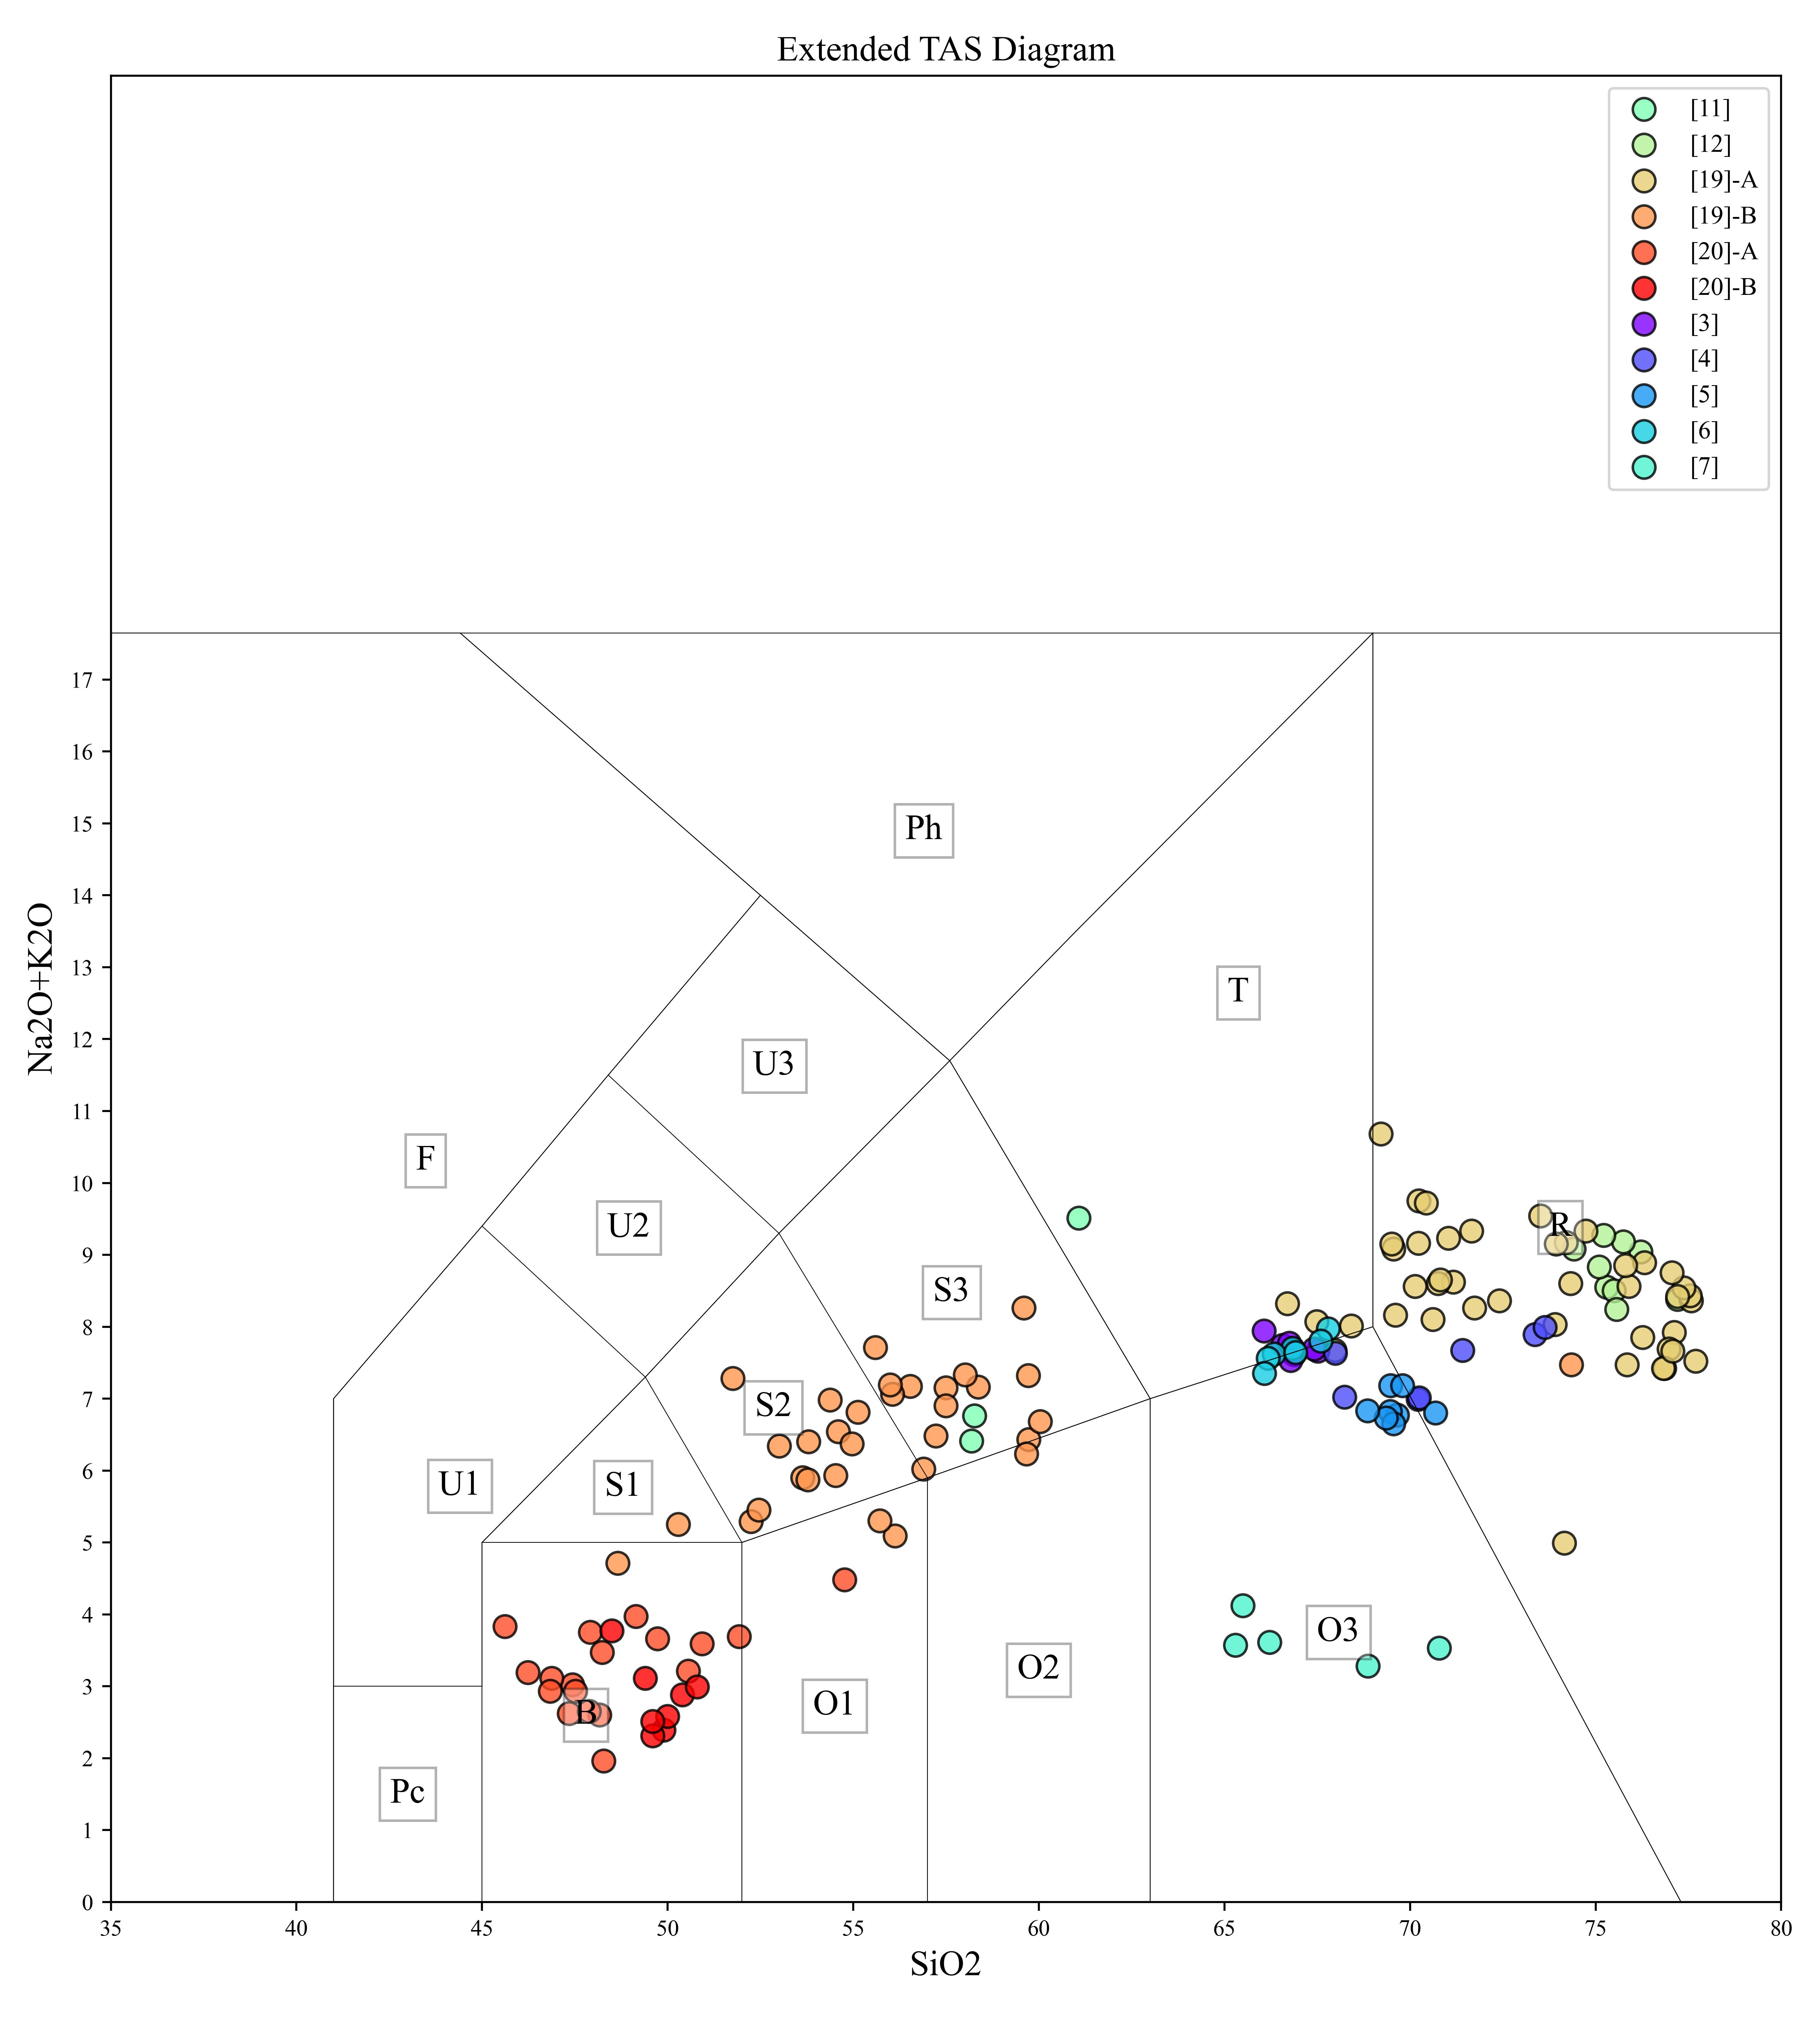 Extended TAS Diagram
[11]
[12]
[19]-A
[19]-B
[20]-A
[20]-B
[3]
[4]
[5]
[6]
[7]
17
16
15
14
13
12
11
10
9
8
7
6
5
4
3
2
1
0
Na2O+K2O
Ph
T
U3
F
U2
R
S3
S2
U1
S1
O3
O2
O1
B
Pc
35
40
45
50
55
60
65
70
75
80
SiO2